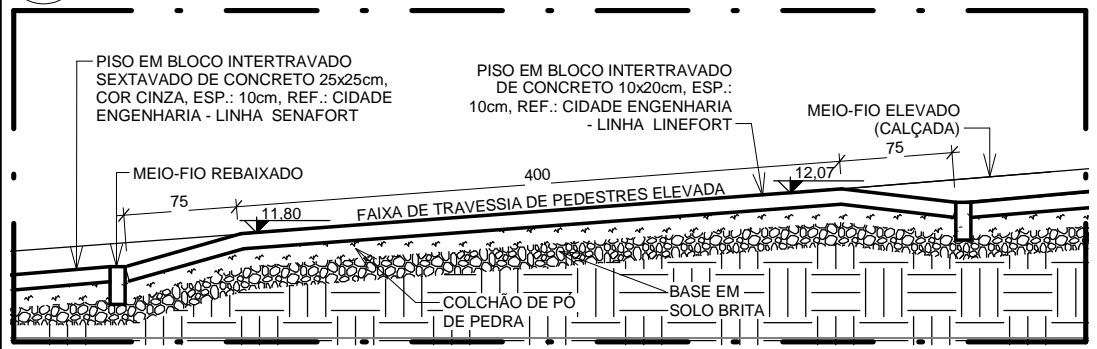 PISO EM BLOCO INTERTRAVADO
SEXTAVADO DE CONCRETO 25x25cm,
COR CINZA, ESP.: 10cm, REF.: CIDADE
ENGENHARIA - LINHA SENAFORT
PISO EM BLOCO INTERTRAVADO
DE CONCRETO 10x20cm, ESP.:
10cm, REF.: CIDADE ENGENHARIA
- LINHA LINEFORT
MEIO-FIO ELEVADO
(CALÇADA)
MEIO-FIO REBAIXADO
75
400
75
11,80
12,07
FAIXA DE TRAVESSIA DE PEDESTRES ELEVADA
COLCHÃO DE PÓ
DE PEDRA
BASE EM
SOLO BRITA